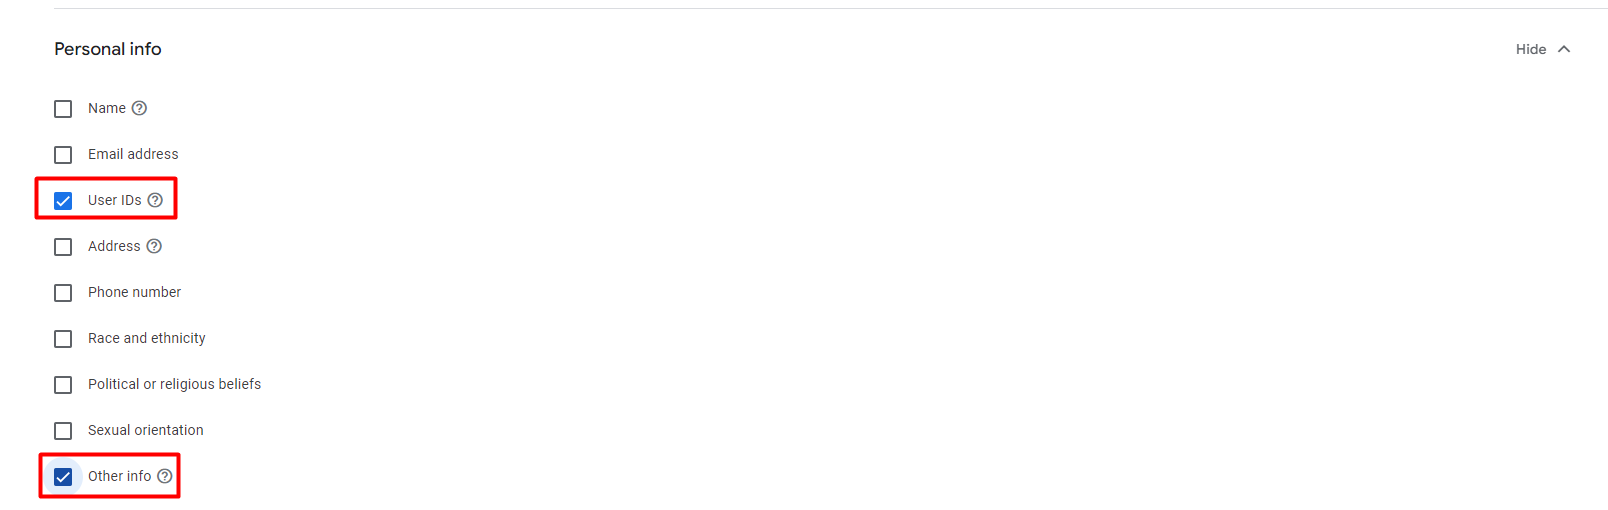 Personal info
Hide
Name
Email address
User IDs
Address
Phone number
Race and ethnicity
Political or religious beliefs
Sexual orientation
Other info